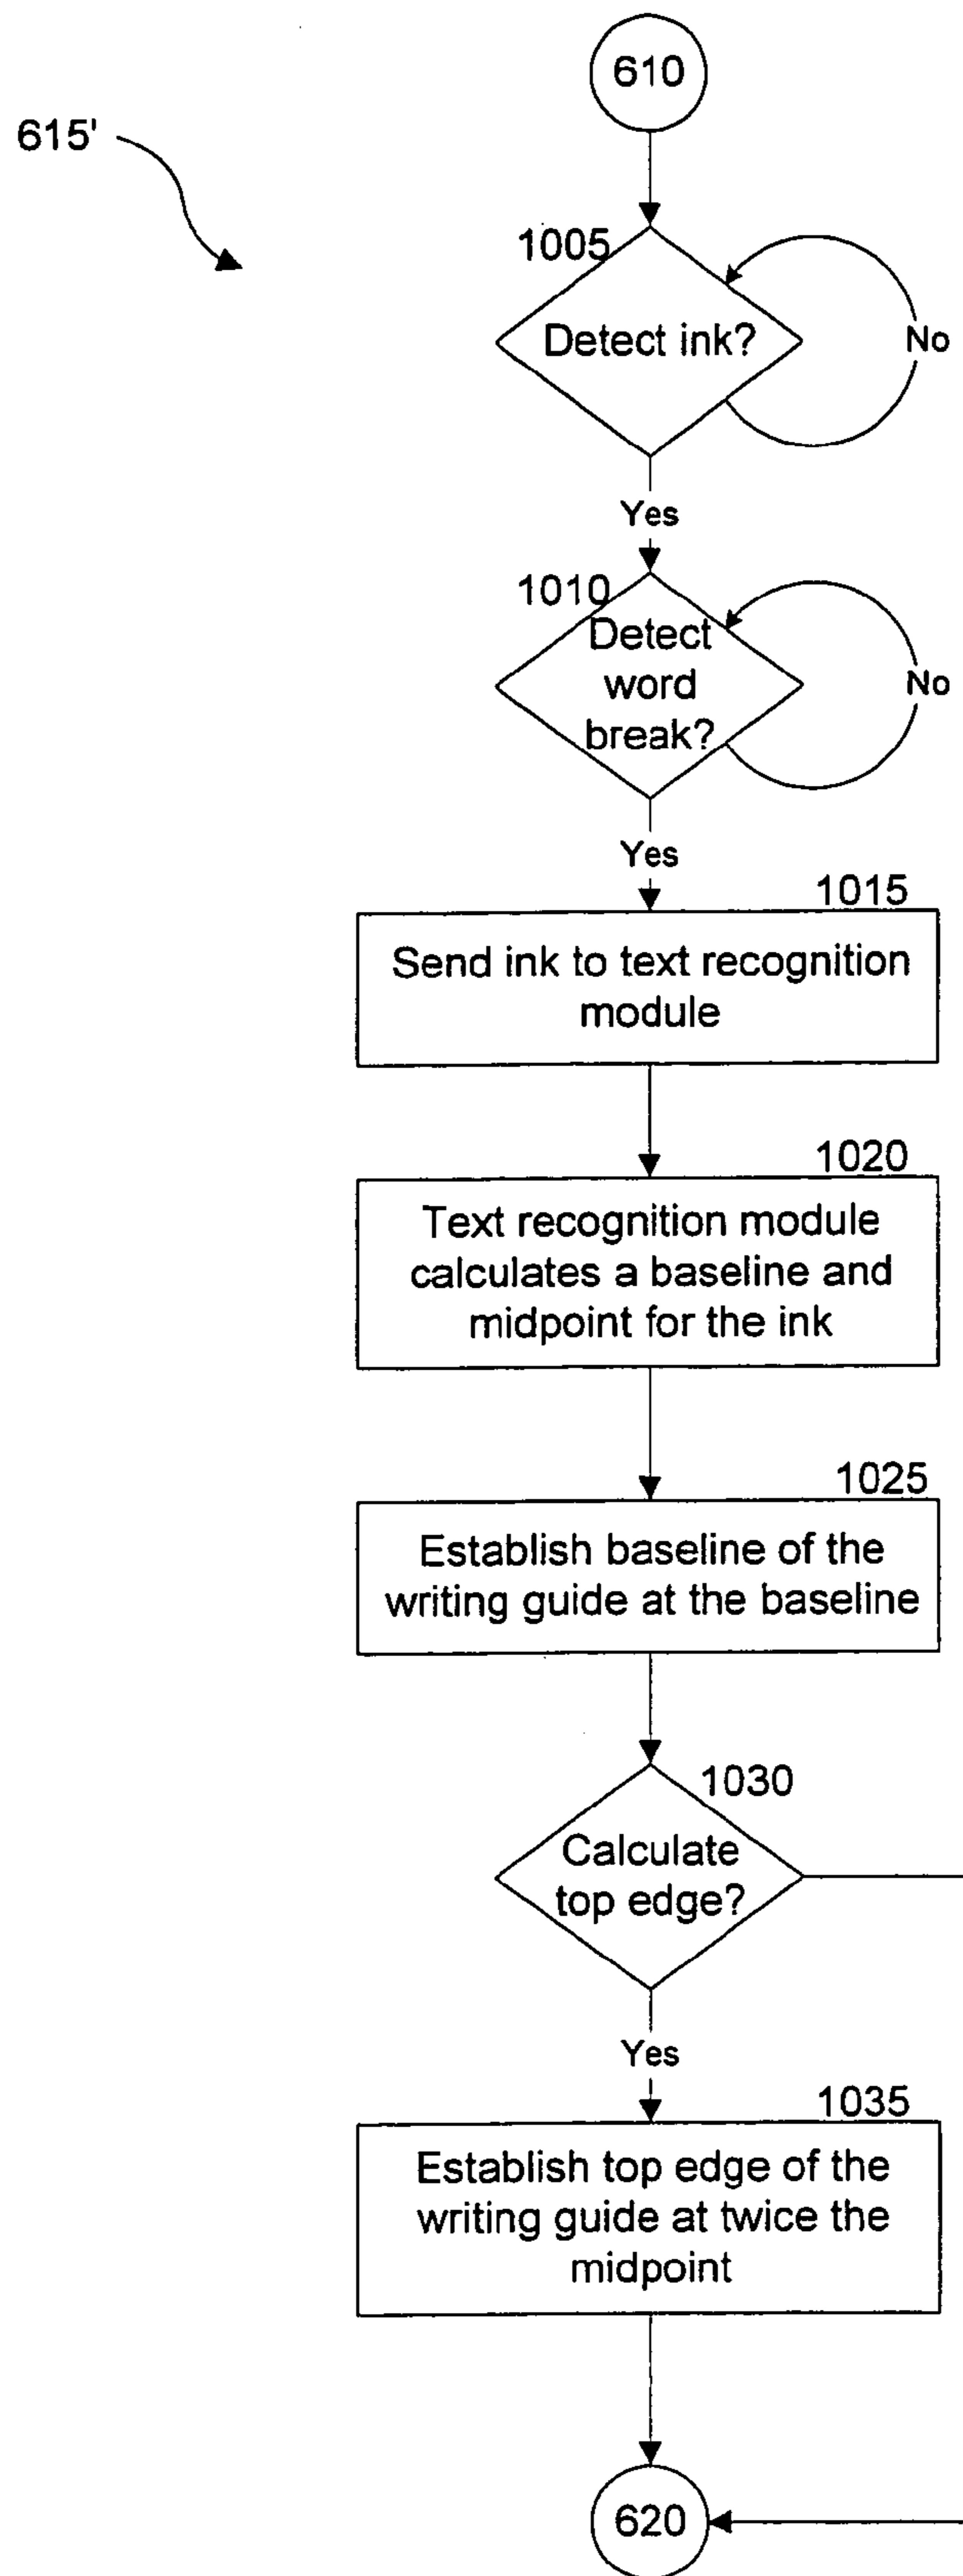 610
615'
1005
Detect ink?
No
Yes
1010
Detect
word
break?
No
Yes
1015
Send ink to text recognition
module
1020
Text recognition module
calculates a baseline and
midpoint for the ink
1025
Establish baseline of the
writing guide at the baseline
1030
Calculate
top edge?
Yes
1035
Establish top edge of the
writing guide at twice the
midpoint
620